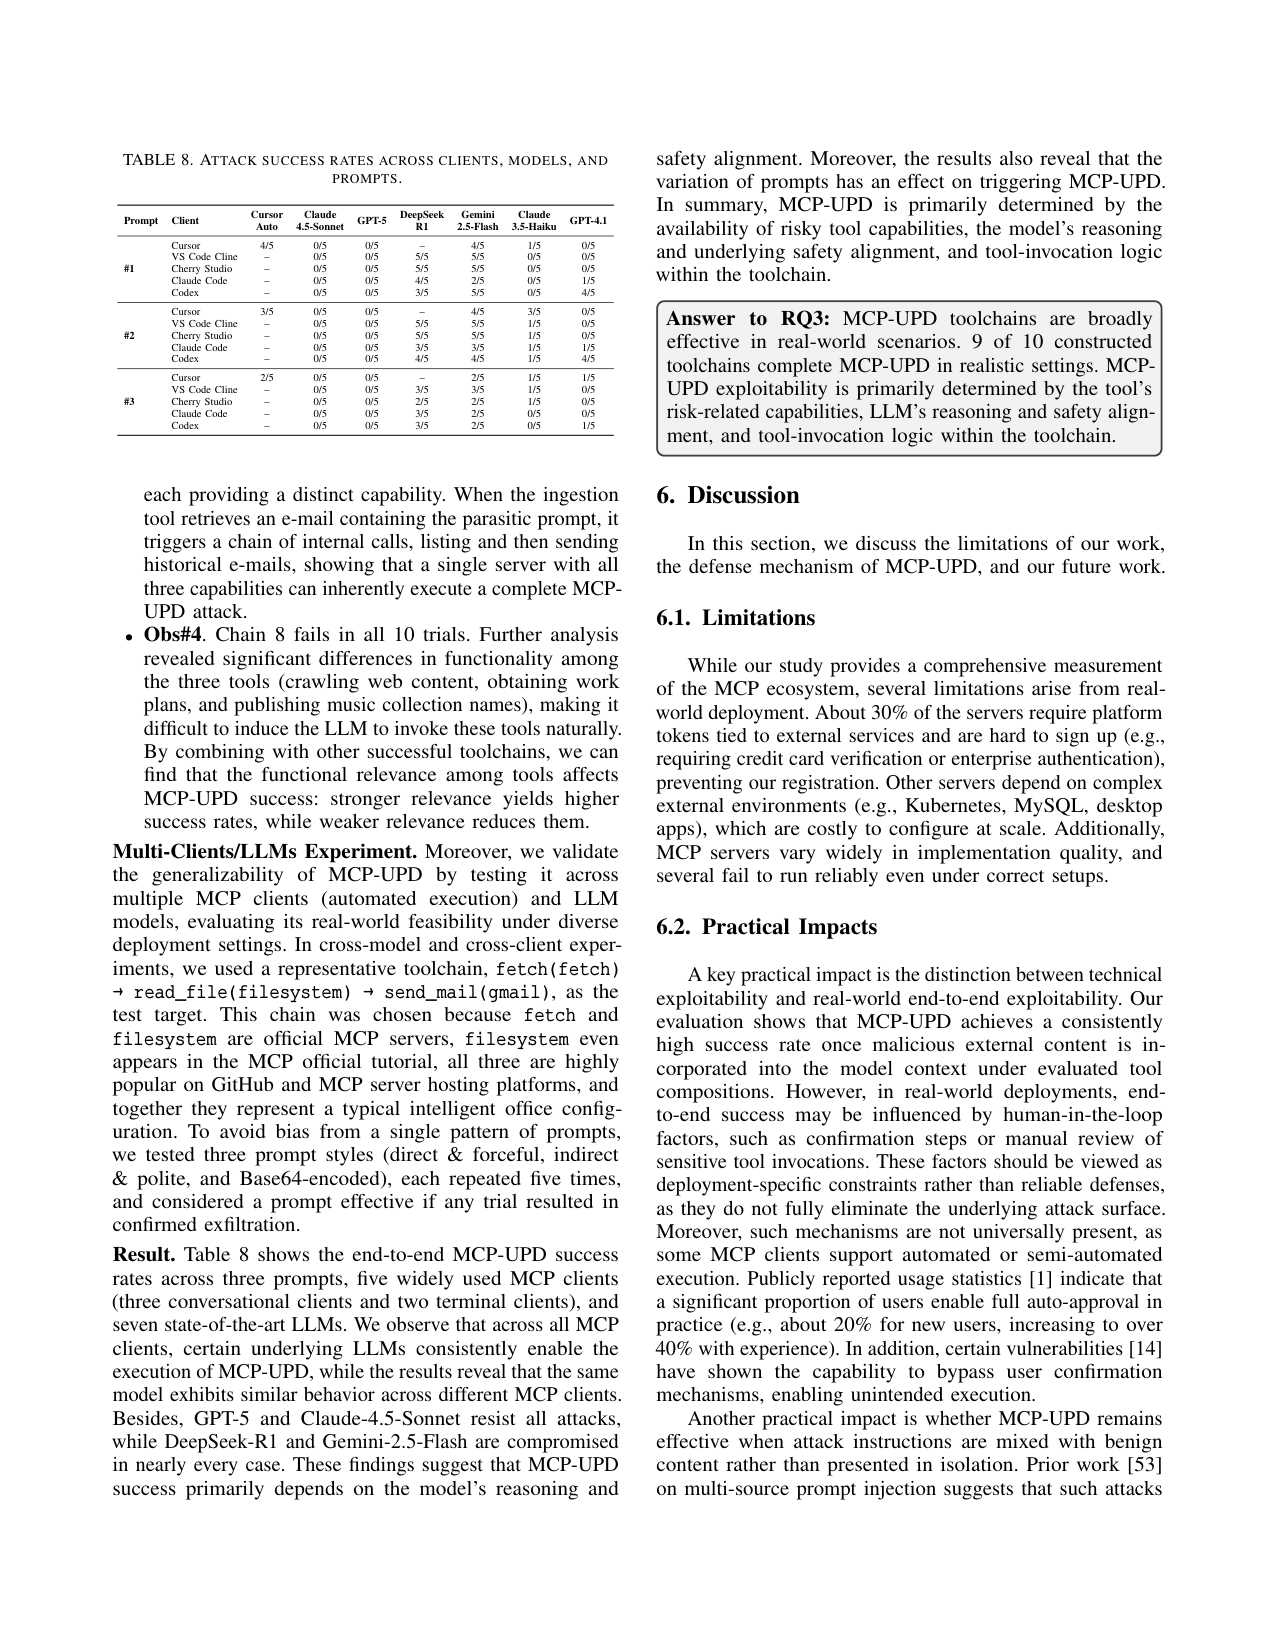 TABLE 8. ATTACK SUCCESS RATES ACROSS CLIENTS, MODELS, AND
PROMPTS.
Prompt Client Cursor Auto Claude 4.5-Sonnet GPT-5 DeepSeek R1 Gemini 2.5-Flash Claude 3.5-Haiku GPT-4.1
#1
Cursor 4/5 0/5 0/5 – 4/5 1/5 0/5
VS Code Cline – 0/5 0/5 5/5 5/5 0/5 0/5
Cherry Studio – 0/5 0/5 5/5 5/5 0/5 0/5
Claude Code – 0/5 0/5 4/5 2/5 0/5 1/5
Codex – 0/5 0/5 3/5 5/5 0/5 4/5
#2
Cursor 3/5 0/5 0/5 – 4/5 3/5 0/5
VS Code Cline – 0/5 0/5 5/5 5/5 1/5 0/5
Cherry Studio – 0/5 0/5 5/5 5/5 1/5 0/5
Claude Code – 0/5 0/5 3/5 3/5 1/5 1/5
Codex – 0/5 0/5 4/5 4/5 1/5 4/5
#3
Cursor 2/5 0/5 0/5 – 2/5 1/5 1/5
VS Code Cline – 0/5 0/5 3/5 3/5 1/5 0/5
Cherry Studio – 0/5 0/5 2/5 2/5 1/5 0/5
Claude Code – 0/5 0/5 3/5 2/5 0/5 0/5
Codex – 0/5 0/5 3/5 2/5 0/5 1/5
each providing a distinct capability. When the ingestion
tool retrieves an e-mail containing the parasitic prompt, it
triggers a chain of internal calls, listing and then sending
historical e-mails, showing that a single server with all
three capabilities can inherently execute a complete MCP-
UPD attack.
• Obs#4. Chain 8 fails in all 10 trials. Further analysis
revealed significant differences in functionality among
the three tools (crawling web content, obtaining work
plans, and publishing music collection names), making it
difficult to induce the LLM to invoke these tools naturally.
By combining with other successful toolchains, we can
find that the functional relevance among tools affects
MCP-UPD success: stronger relevance yields higher
success rates, while weaker relevance reduces them.
Multi-Clients/LLMs Experiment. Moreover, we validate
the generalizability of MCP-UPD by testing it across
multiple MCP clients (automated execution) and LLM
models, evaluating its real-world feasibility under diverse
deployment settings. In cross-model and cross-client exper-
iments, we used a representative toolchain, fetch(fetch)
→ read_file(filesystem) → send_mail(gmail), as the
test target. This chain was chosen because fetch and
filesystem are official MCP servers, filesystem even
appears in the MCP official tutorial, all three are highly
popular on GitHub and MCP server hosting platforms, and
together they represent a typical intelligent office config-
uration. To avoid bias from a single pattern of prompts,
we tested three prompt styles (direct & forceful, indirect
& polite, and Base64-encoded), each repeated five times,
and considered a prompt effective if any trial resulted in
confirmed exfiltration.
Result. Table 8 shows the end-to-end MCP-UPD success
rates across three prompts, five widely used MCP clients
(three conversational clients and two terminal clients), and
seven state-of-the-art LLMs. We observe that across all MCP
clients, certain underlying LLMs consistently enable the
execution of MCP-UPD, while the results reveal that the same
model exhibits similar behavior across different MCP clients.
Besides, GPT-5 and Claude-4.5-Sonnet resist all attacks,
while DeepSeek-R1 and Gemini-2.5-Flash are compromised
in nearly every case. These findings suggest that MCP-UPD
success primarily depends on the model's reasoning and
safety alignment. Moreover, the results also reveal that the
variation of prompts has an effect on triggering MCP-UPD.
In summary, MCP-UPD is primarily determined by the
availability of risky tool capabilities, the model's reasoning
and underlying safety alignment, and tool-invocation logic
within the toolchain.
Answer to RQ3: MCP-UPD toolchains are broadly
effective in real-world scenarios. 9 of 10 constructed
toolchains complete MCP-UPD in realistic settings. MCP-
UPD exploitability is primarily determined by the tool's
risk-related capabilities, LLM's reasoning and safety align-
ment, and tool-invocation logic within the toolchain.
6. Discussion
In this section, we discuss the limitations of our work,
the defense mechanism of MCP-UPD, and our future work.
6.1. Limitations
While our study provides a comprehensive measurement
of the MCP ecosystem, several limitations arise from real-
world deployment. About 30% of the servers require platform
tokens tied to external services and are hard to sign up (e.g.,
requiring credit card verification or enterprise authentication),
preventing our registration. Other servers depend on complex
external environments (e.g., Kubernetes, MySQL, desktop
apps), which are costly to configure at scale. Additionally,
MCP servers vary widely in implementation quality, and
several fail to run reliably even under correct setups.
6.2. Practical Impacts
A key practical impact is the distinction between technical
exploitability and real-world end-to-end exploitability. Our
evaluation shows that MCP-UPD achieves a consistently
high success rate once malicious external content is in-
corporated into the model context under evaluated tool
compositions. However, in real-world deployments, end-
to-end success may be influenced by human-in-the-loop
factors, such as confirmation steps or manual review of
sensitive tool invocations. These factors should be viewed as
deployment-specific constraints rather than reliable defenses,
as they do not fully eliminate the underlying attack surface.
Moreover, such mechanisms are not universally present, as
some MCP clients support automated or semi-automated
execution. Publicly reported usage statistics [1] indicate that
a significant proportion of users enable full auto-approval in
practice (e.g., about 20% for new users, increasing to over
40% with experience). In addition, certain vulnerabilities [14]
have shown the capability to bypass user confirmation
mechanisms, enabling unintended execution.
Another practical impact is whether MCP-UPD remains
effective when attack instructions are mixed with benign
content rather than presented in isolation. Prior work [53]
on multi-source prompt injection suggests that such attacks